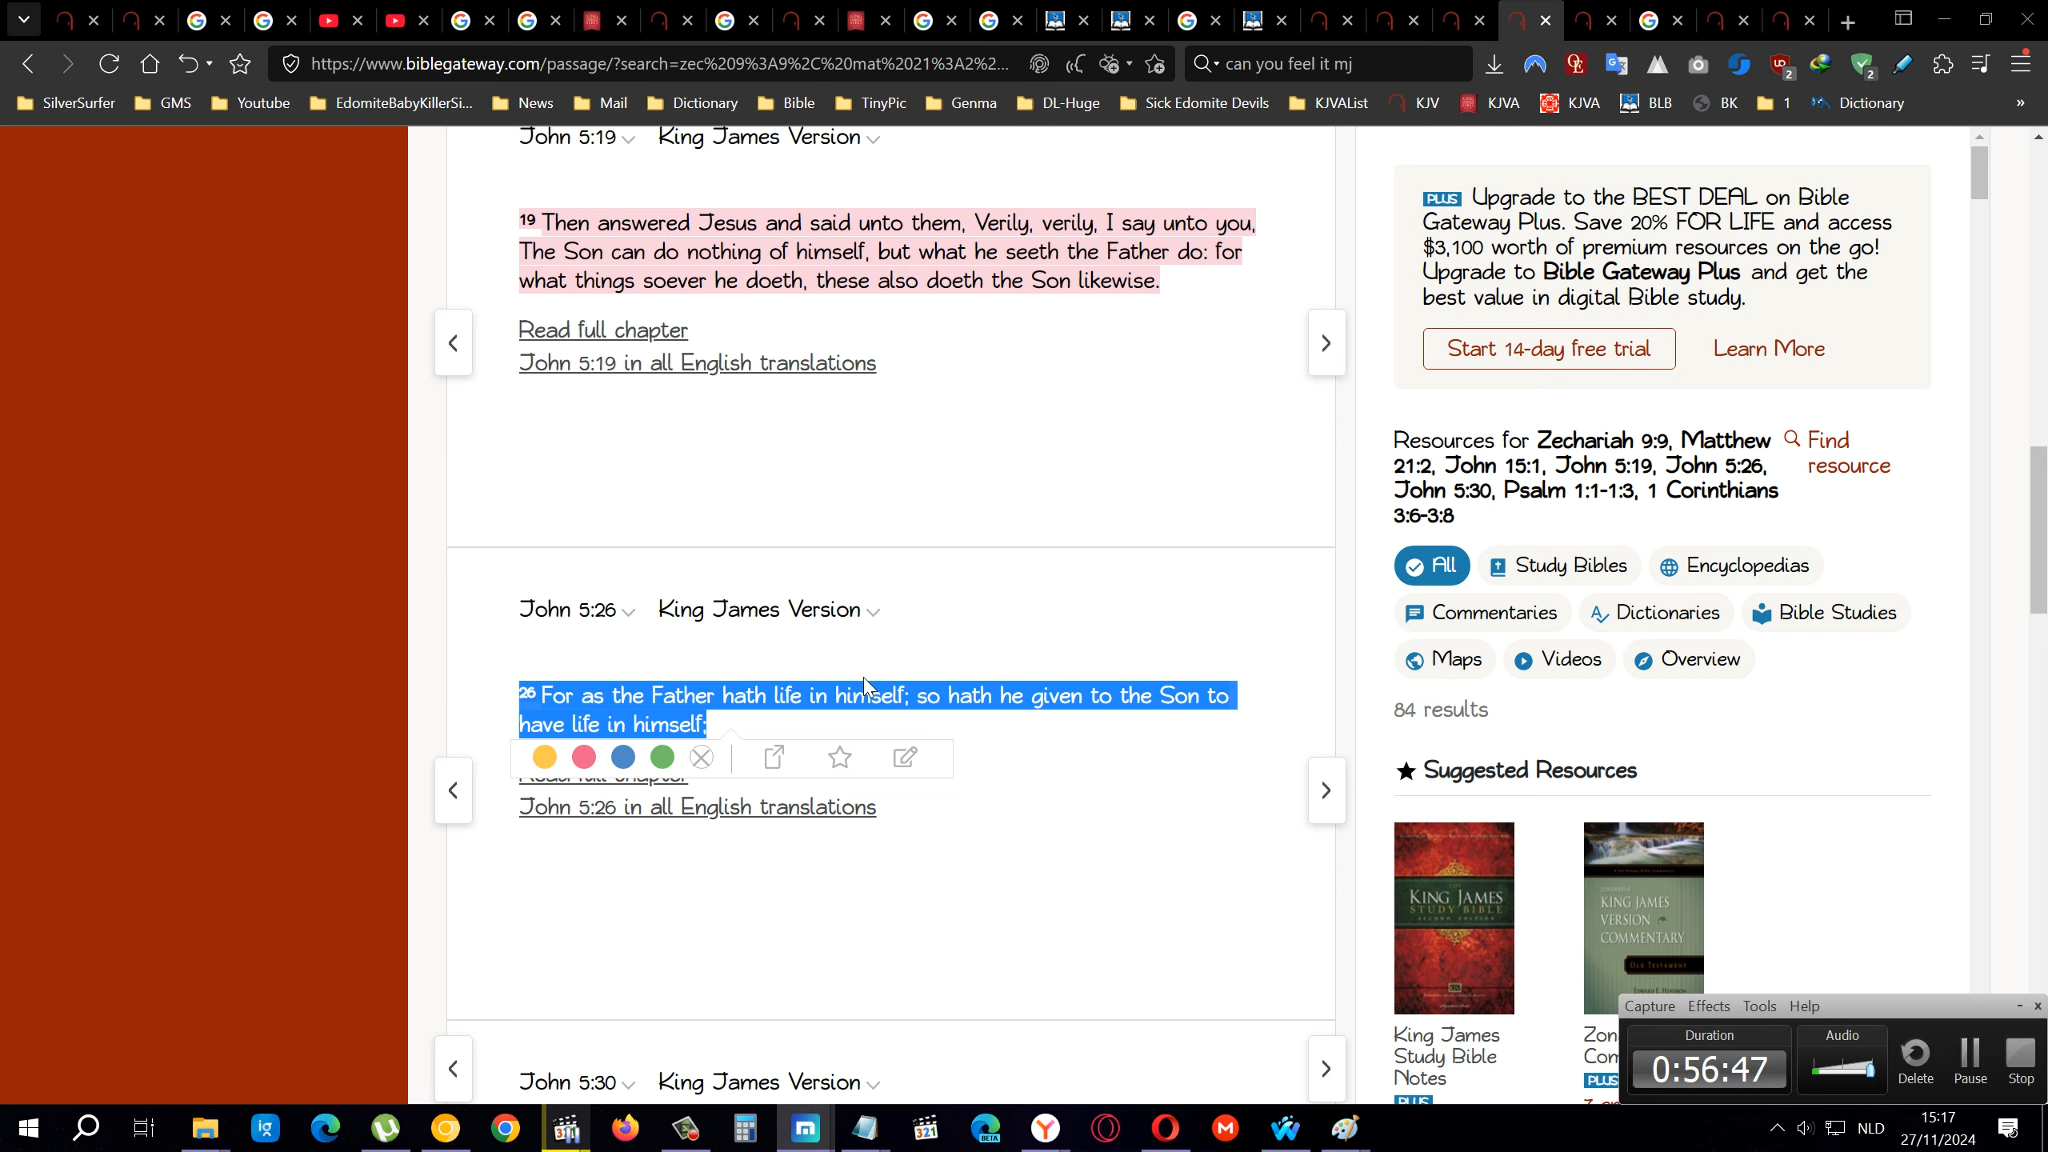 https://www.biblegateway.com/passage/?search=zec%209%3A9%2C%20mat%2021%3A2%2...
can you feel it mj
SilverSurfer
GMS
Youtube
EdomiteBabyKillerSi...
News
Mail
Dictionary
Bible
TinyPic
Genma
DL-Huge
Sick Edomite Devils
KJVAList
KJV
KJVA
KJVA
BLB
BK
1
Dictionary
»
John 5:19 King James Version
19 Then answered Jesus and said unto them, Verily, verily, I say unto you,
The Son can do nothing of himself, but what he seeth the Father do: for
what things soever he doeth, these also doeth the Son likewise.
Read full chapter
John 5:19 in all English translations
John 5:26 King James Version
26 For as the Father hath life in himself; so hath he given to the Son to
have life in himself;
Read full chapter
John 5:26 in all English translations
John 5:30 King James Version
PLUS Upgrade to the BEST DEAL on Bible
Gateway Plus. Save 20% FOR LIFE and access
$3,100 worth of premium resources on the go!
Upgrade to Bible Gateway Plus and get the
best value in digital Bible study.
Start 14-day free trial
Learn More
Resources for Zechariah 9:9, Matthew
21:2, John 15:1, John 5:19, John 5:26,
John 5:30, Psalm 1:1-1:3, 1 Corinthians
3:6-3:8
Find
resource
All
Study Bibles
Encyclopedias
Commentaries
Dictionaries
Bible Studies
Maps
Videos
Overview
84 results
Suggested Resources
KING JAMES
STUDY BIBLE
SECOND EDITION
KING JAMES
VERSION
COMMENTARY
OLD TESTAMENT
King James
Study Bible
Notes
PLUS
Zon
Com
PLUS
Capture Effects Tools Help
Duration
0:56:47
Audio
Delete
Pause
Stop
NLD
15:17
27/11/2024